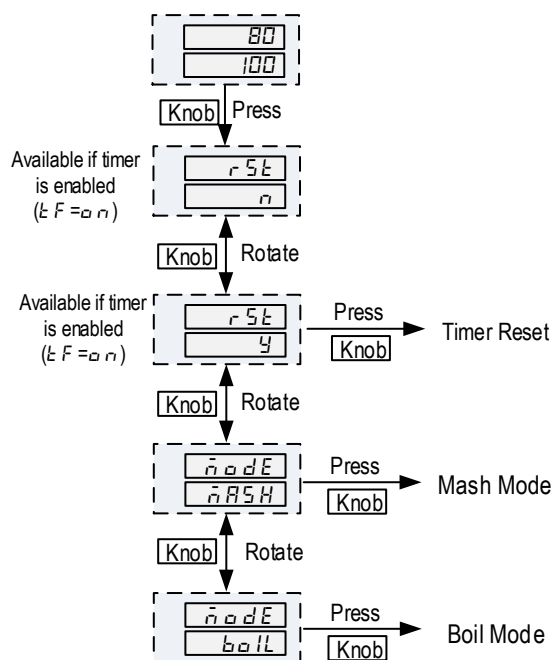 80
100
Knob Press
Available if timer
is enabled
(tF=on)
rSt
n
Knob Rotate
Available if timer
is enabled
(tF=on)
rSt
y
Press
Knob
Timer Reset
Knob Rotate
modE
mASH
Press
Knob
Mash Mode
Knob Rotate
modE
boiL
Press
Knob
Boil Mode